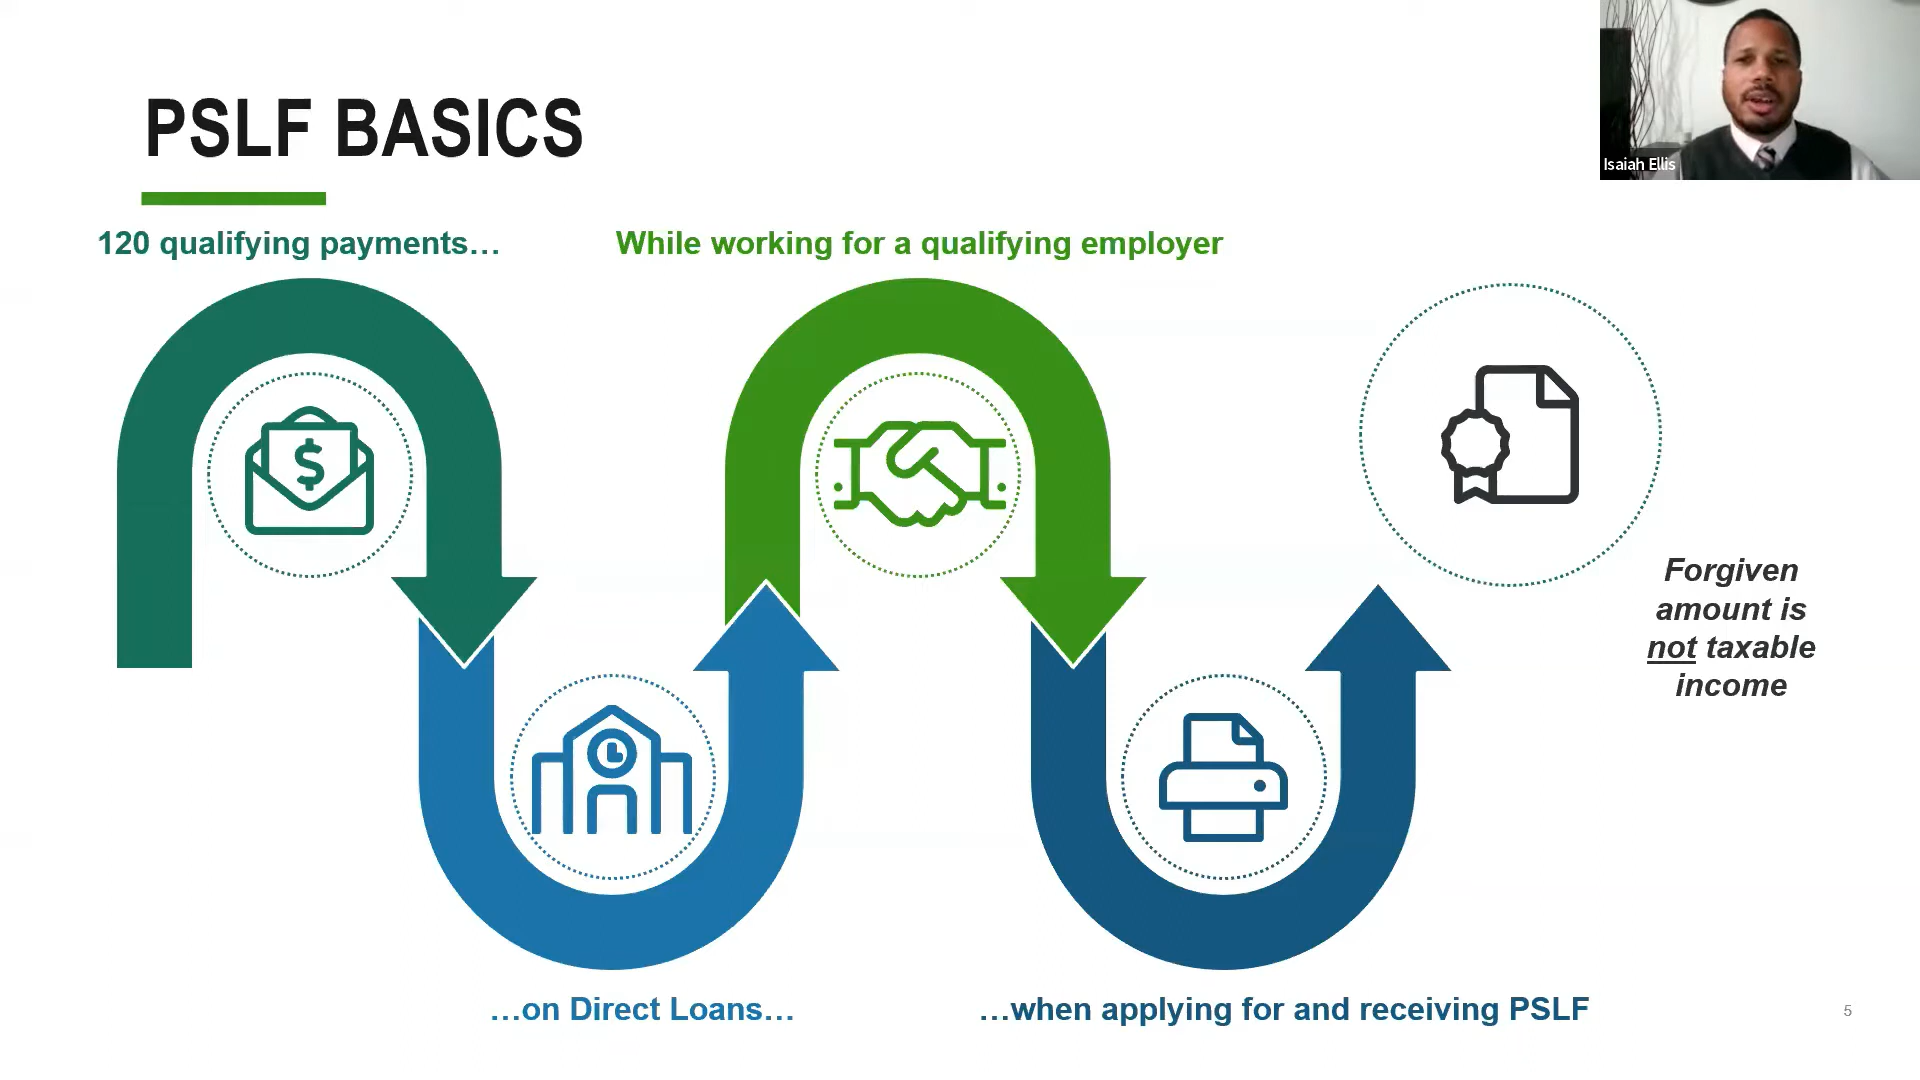 PSLF BASICS
Isaiah Ellis
120 qualifying payments…
While working for a qualifying employer
$
Forgiven
amount is
not taxable
income
…on Direct Loans…
…when applying for and receiving PSLF
5